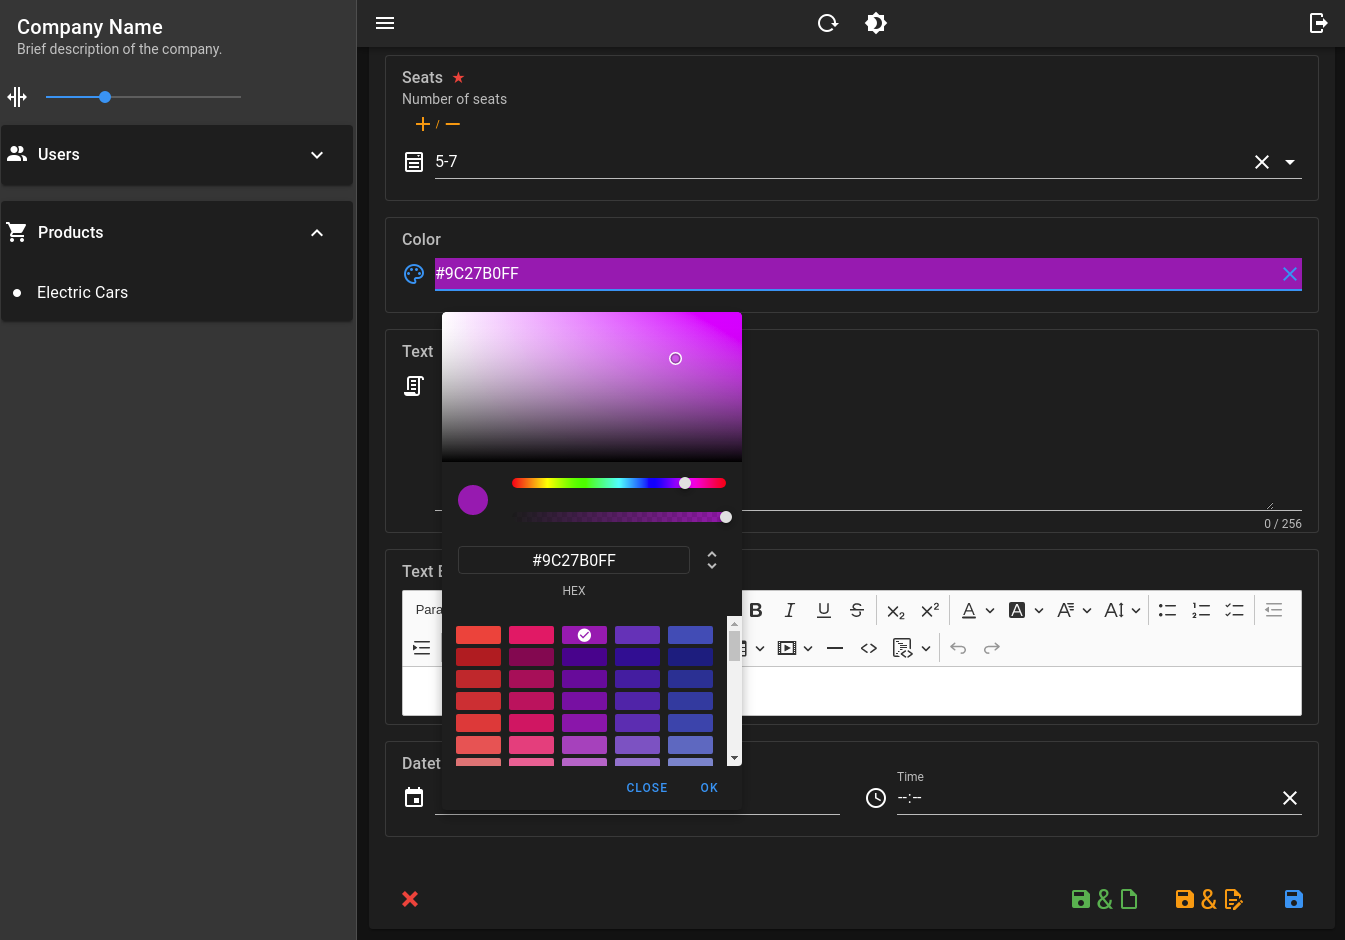 Company Name
Brief description of the company.
Users
Products
Electric Cars
Seats
Number of seats
/
5-7
Color
#9C27B0FF
Text
0 / 256
#9C27B0FF
HEX
Text E
Para
CLOSE
OK
Datet
Time
--:--
&
&